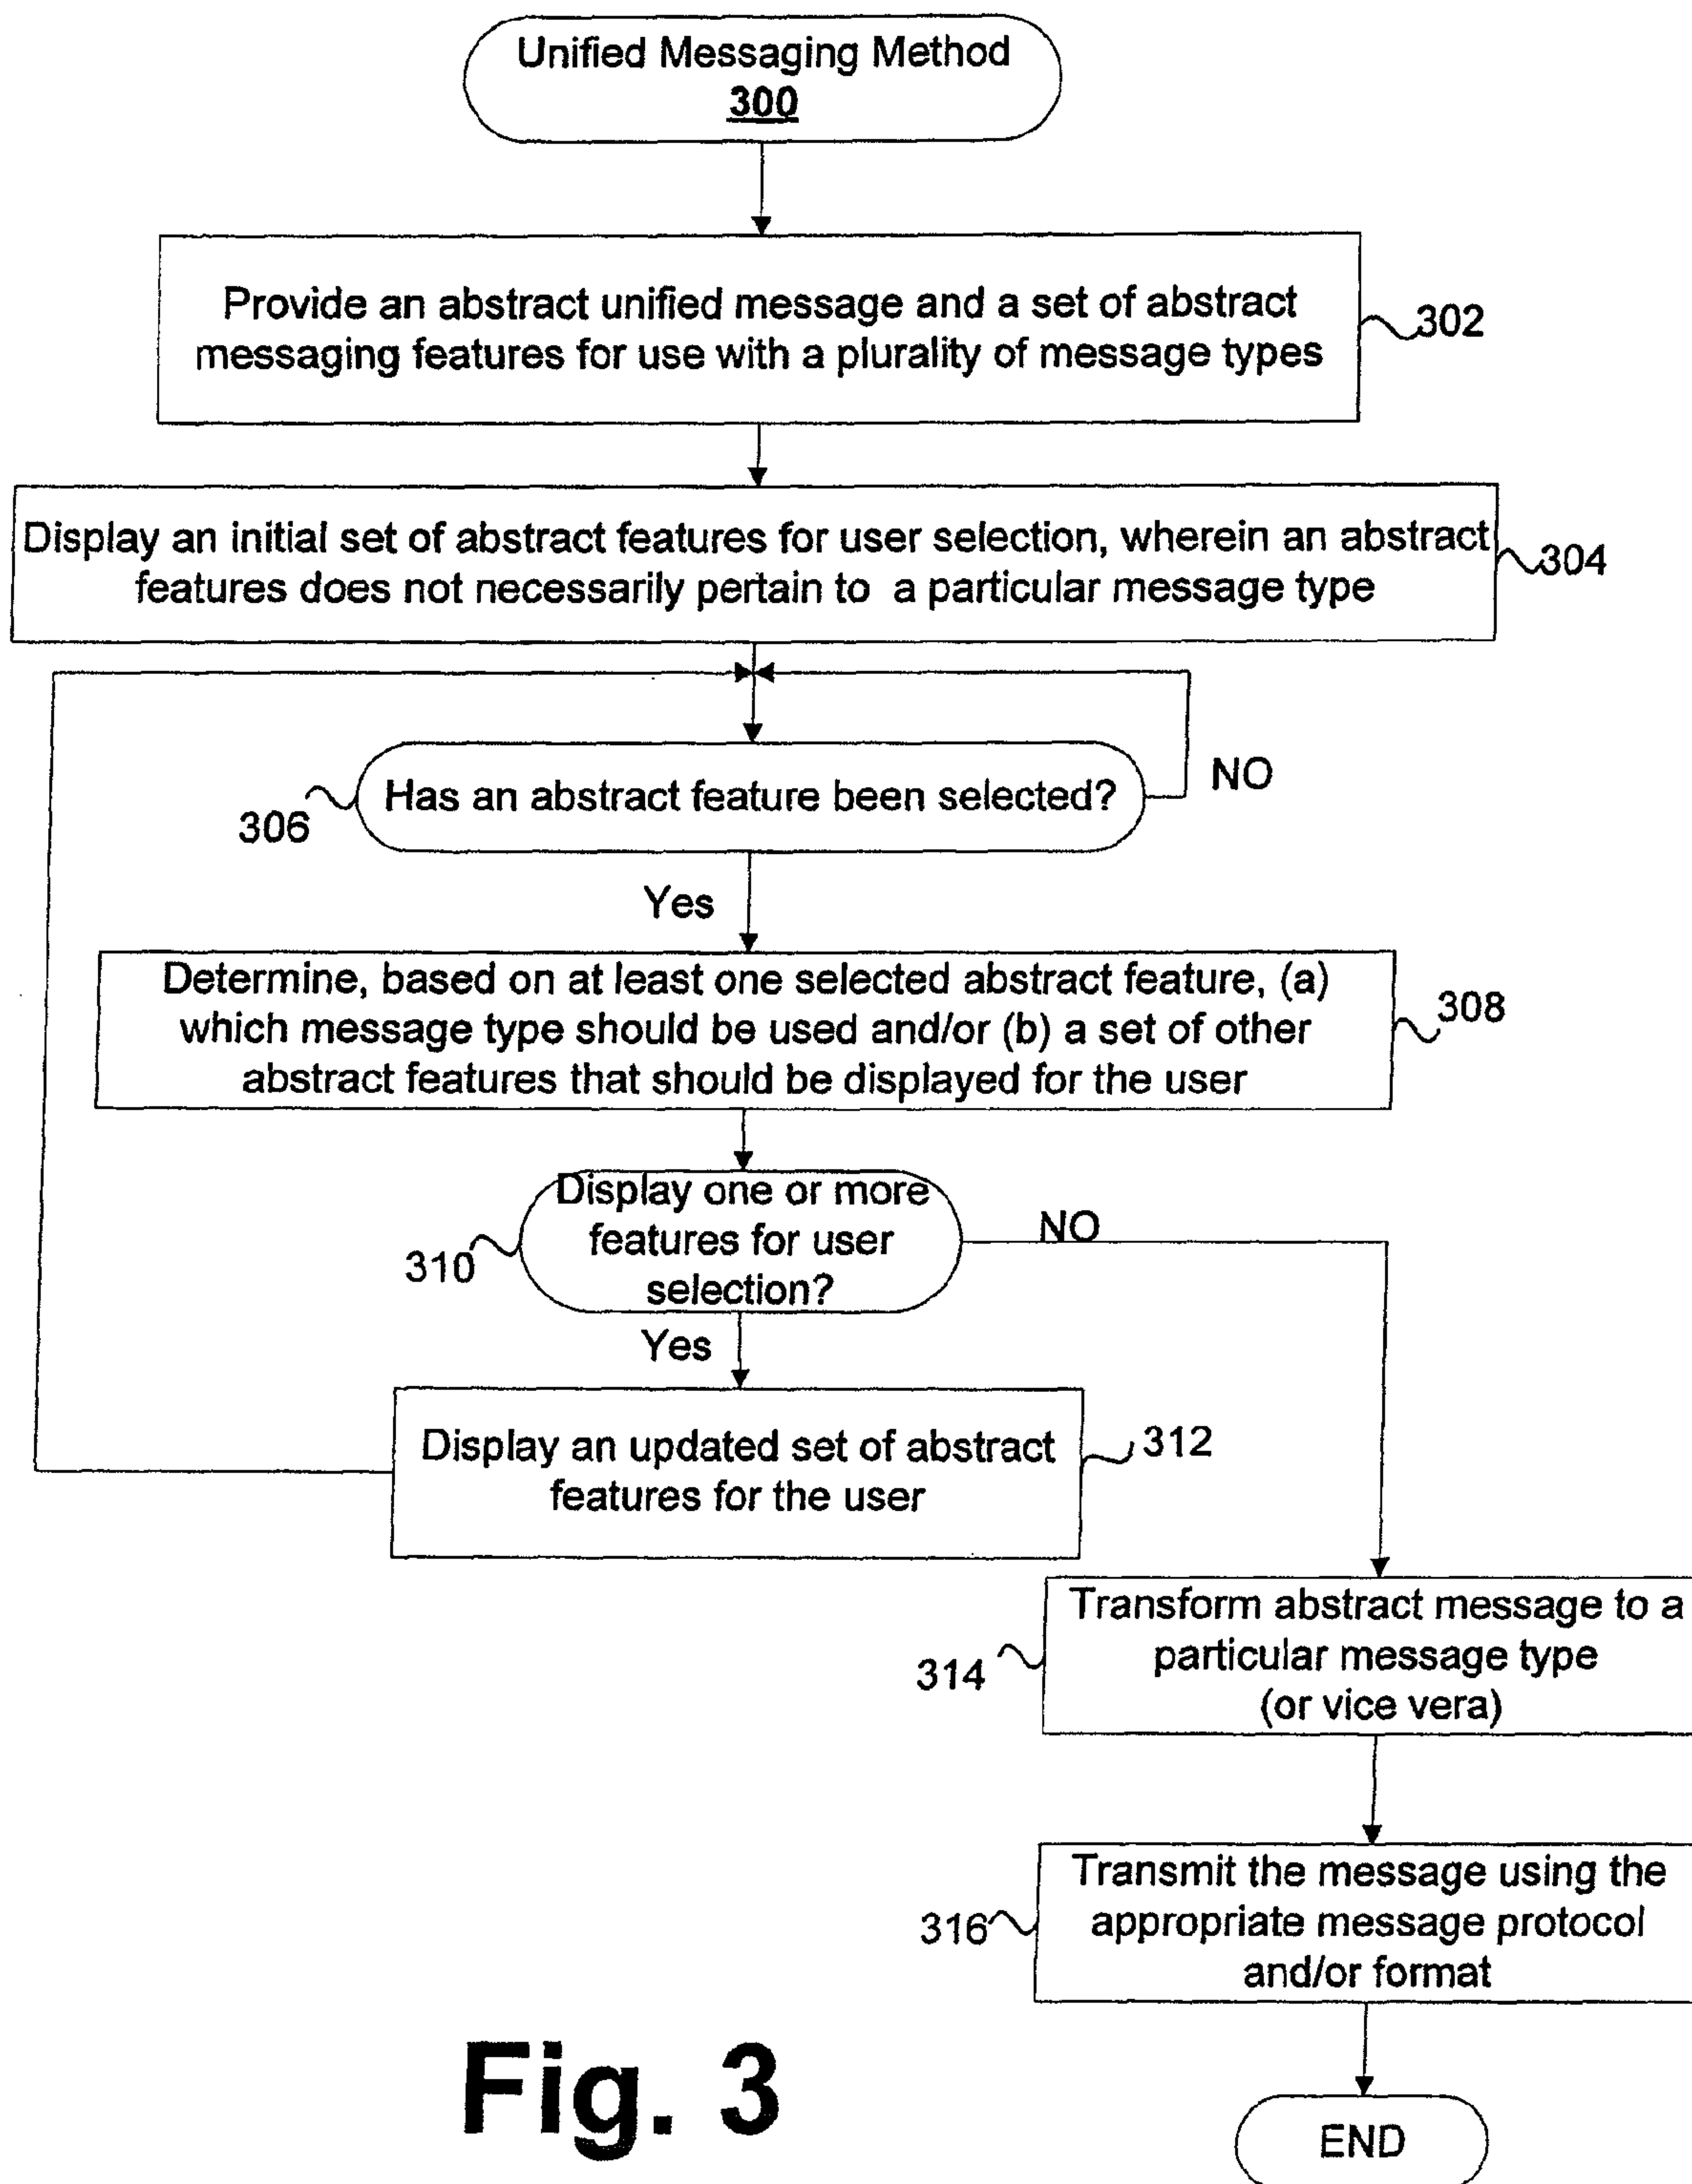 Unified Messaging Method
300
Provide an abstract unified message and a set of abstract
messaging features for use with a plurality of message types
302
Display an initial set of abstract features for user selection, wherein an abstract
features does not necessarily pertain to a particular message type
304
Has an abstract feature been selected?
306
NO
Yes
Determine, based on at least one selected abstract feature, (a)
which message type should be used and/or (b) a set of other
abstract features that should be displayed for the user
308
Display one or more
features for user
selection?
310
NO
Yes
Display an updated set of abstract
features for the user
312
Transform abstract message to a
particular message type
(or vice vera)
314
Transmit the message using the
appropriate message protocol
and/or format
316
END
Fig. 3